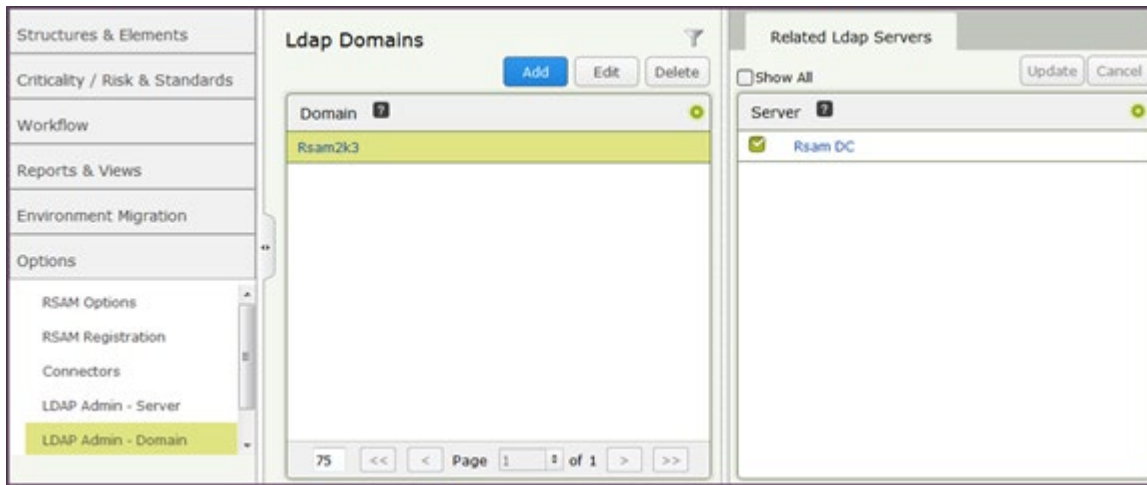 Structures & Elements
Criticality / Risk & Standards
Workflow
Reports & Views
Environment Migration
Options
RSAM Options
RSAM Registration
Connectors
LDAP Admin - Server
LDAP Admin - Domain
Ldap Domains
Add Edit Delete
Domain ?
Rsam2k3
75 << < Page 1 of 1 > >>
Related Ldap Servers
Show All Update Cancel
Server ?
Rsam DC